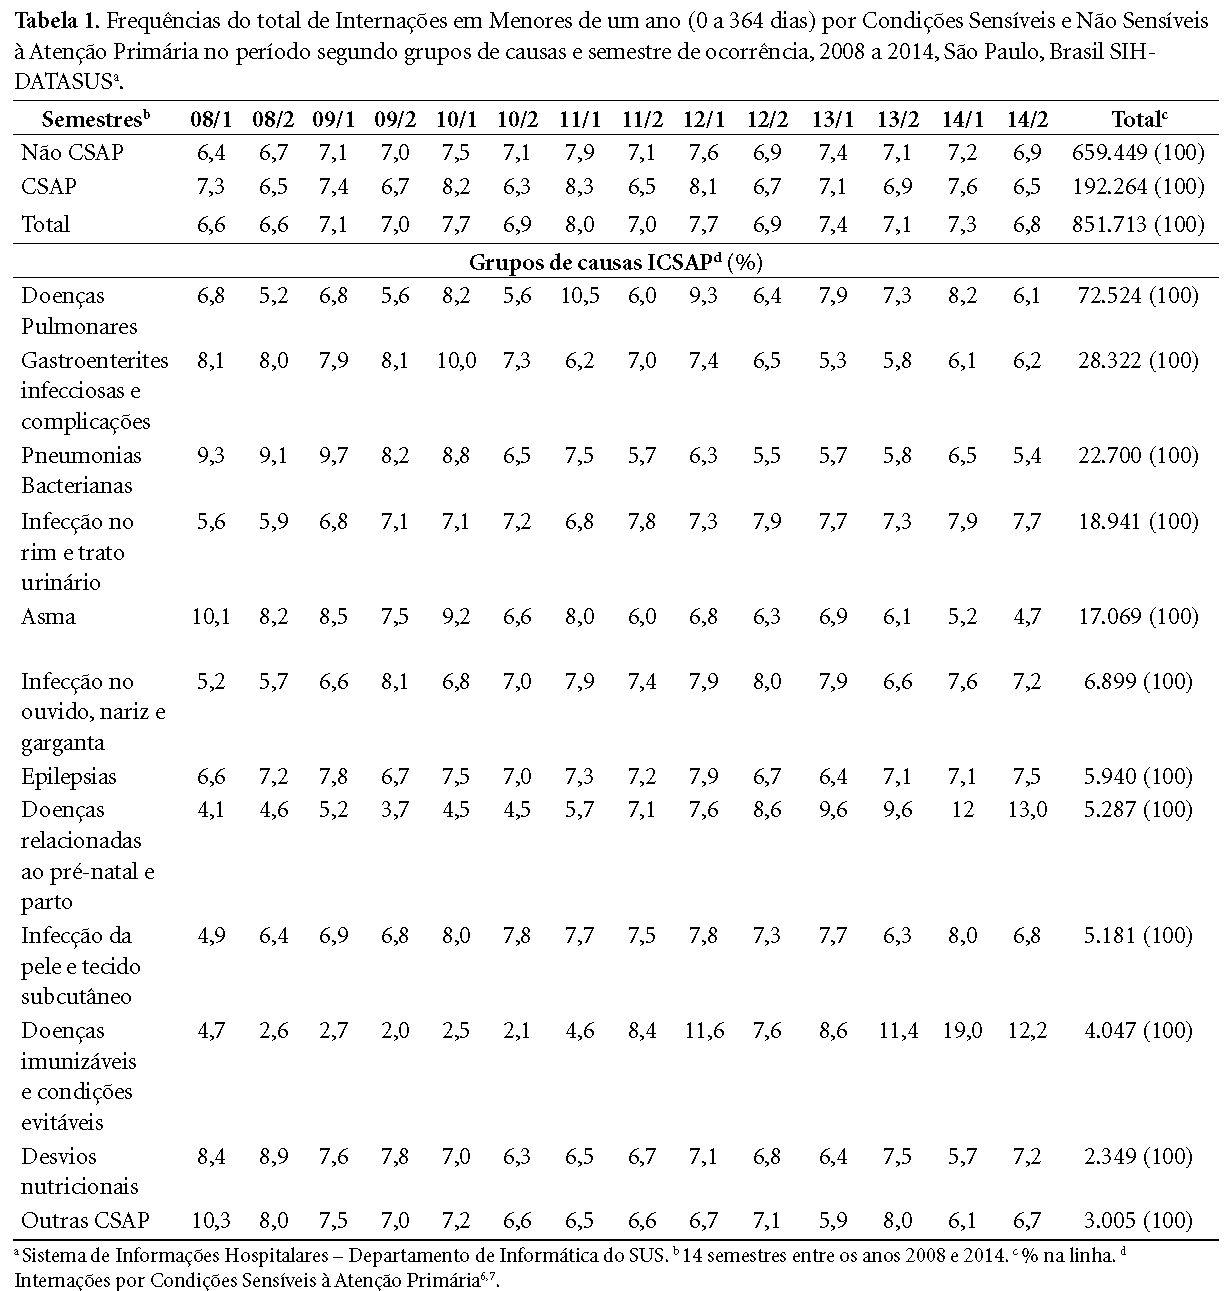 Tabela 1. Frequências do total de Internações em Menores de um ano (0 a 364 dias) por Condições Sensíveis e Não Sensíveis
à Atenção Primária no período segundo grupos de causas e semestre de ocorrência, 2008 a 2014, São Paulo, Brasil SIH-
DATASUSa.
Semestresb 08/1 08/2 09/1 09/2 10/1 10/2 11/1 11/2 12/1 12/2 13/1 13/2 14/1 14/2 Totalc
Não CSAP 6,4 6,7 7,1 7,0 7,5 7,1 7,9 7,1 7,6 6,9 7,4 7,1 7,2 6,9 659.449 (100)
CSAP 7,3 6,5 7,4 6,7 8,2 6,3 8,3 6,5 8,1 6,7 7,1 6,9 7,6 6,5 192.264 (100)
Total 6,6 6,6 7,1 7,0 7,7 6,9 8,0 7,0 7,7 6,9 7,4 7,1 7,3 6,8 851.713 (100)
Grupos de causas ICSAPd (%)
Doenças 6,8 5,2 6,8 5,6 8,2 5,6 10,5 6,0 9,3 6,4 7,9 7,3 8,2 6,1 72.524 (100)
Pulmonares
Gastroenterites 8,1 8,0 7,9 8,1 10,0 7,3 6,2 7,0 7,4 6,5 5,3 5,8 6,1 6,2 28.322 (100)
infecciosas e
complicações
Pneumonias 9,3 9,1 9,7 8,2 8,8 6,5 7,5 5,7 6,3 5,5 5,7 5,8 6,5 5,4 22.700 (100)
Bacterianas
Infecção no 5,6 5,9 6,8 7,1 7,1 7,2 6,8 7,8 7,3 7,9 7,7 7,3 7,9 7,7 18.941 (100)
rim e trato
urinário
Asma 10,1 8,2 8,5 7,5 9,2 6,6 8,0 6,0 6,8 6,3 6,9 6,1 5,2 4,7 17.069 (100)
Infecção no 5,2 5,7 6,6 8,1 6,8 7,0 7,9 7,4 7,9 8,0 7,9 6,6 7,6 7,2 6.899 (100)
ouvido, nariz e
garganta
Epilepsias 6,6 7,2 7,8 6,7 7,5 7,0 7,3 7,2 7,9 6,7 6,4 7,1 7,1 7,5 5.940 (100)
Doenças 4,1 4,6 5,2 3,7 4,5 4,5 5,7 7,1 7,6 8,6 9,6 9,6 12 13,0 5.287 (100)
relacionadas
ao pré-natal e
parto
Infecção da 4,9 6,4 6,9 6,8 8,0 7,8 7,7 7,5 7,8 7,3 7,7 6,3 8,0 6,8 5.181 (100)
pele e tecido
subcutâneo
Doenças 4,7 2,6 2,7 2,0 2,5 2,1 4,6 8,4 11,6 7,6 8,6 11,4 19,0 12,2 4.047 (100)
imunizáveis
e condições
evitáveis
Desvios 8,4 8,9 7,6 7,8 7,0 6,3 6,5 6,7 7,1 6,8 6,4 7,5 5,7 7,2 2.349 (100)
nutricionais
Outras CSAP 10,3 8,0 7,5 7,0 7,2 6,6 6,5 6,6 6,7 7,1 5,9 8,0 6,1 6,7 3.005 (100)
a Sistema de Informações Hospitalares – Departamento de Informática do SUS. b 14 semestres entre os anos 2008 e 2014. c % na linha. d
Internações por Condições Sensíveis à Atenção Primária6,7.